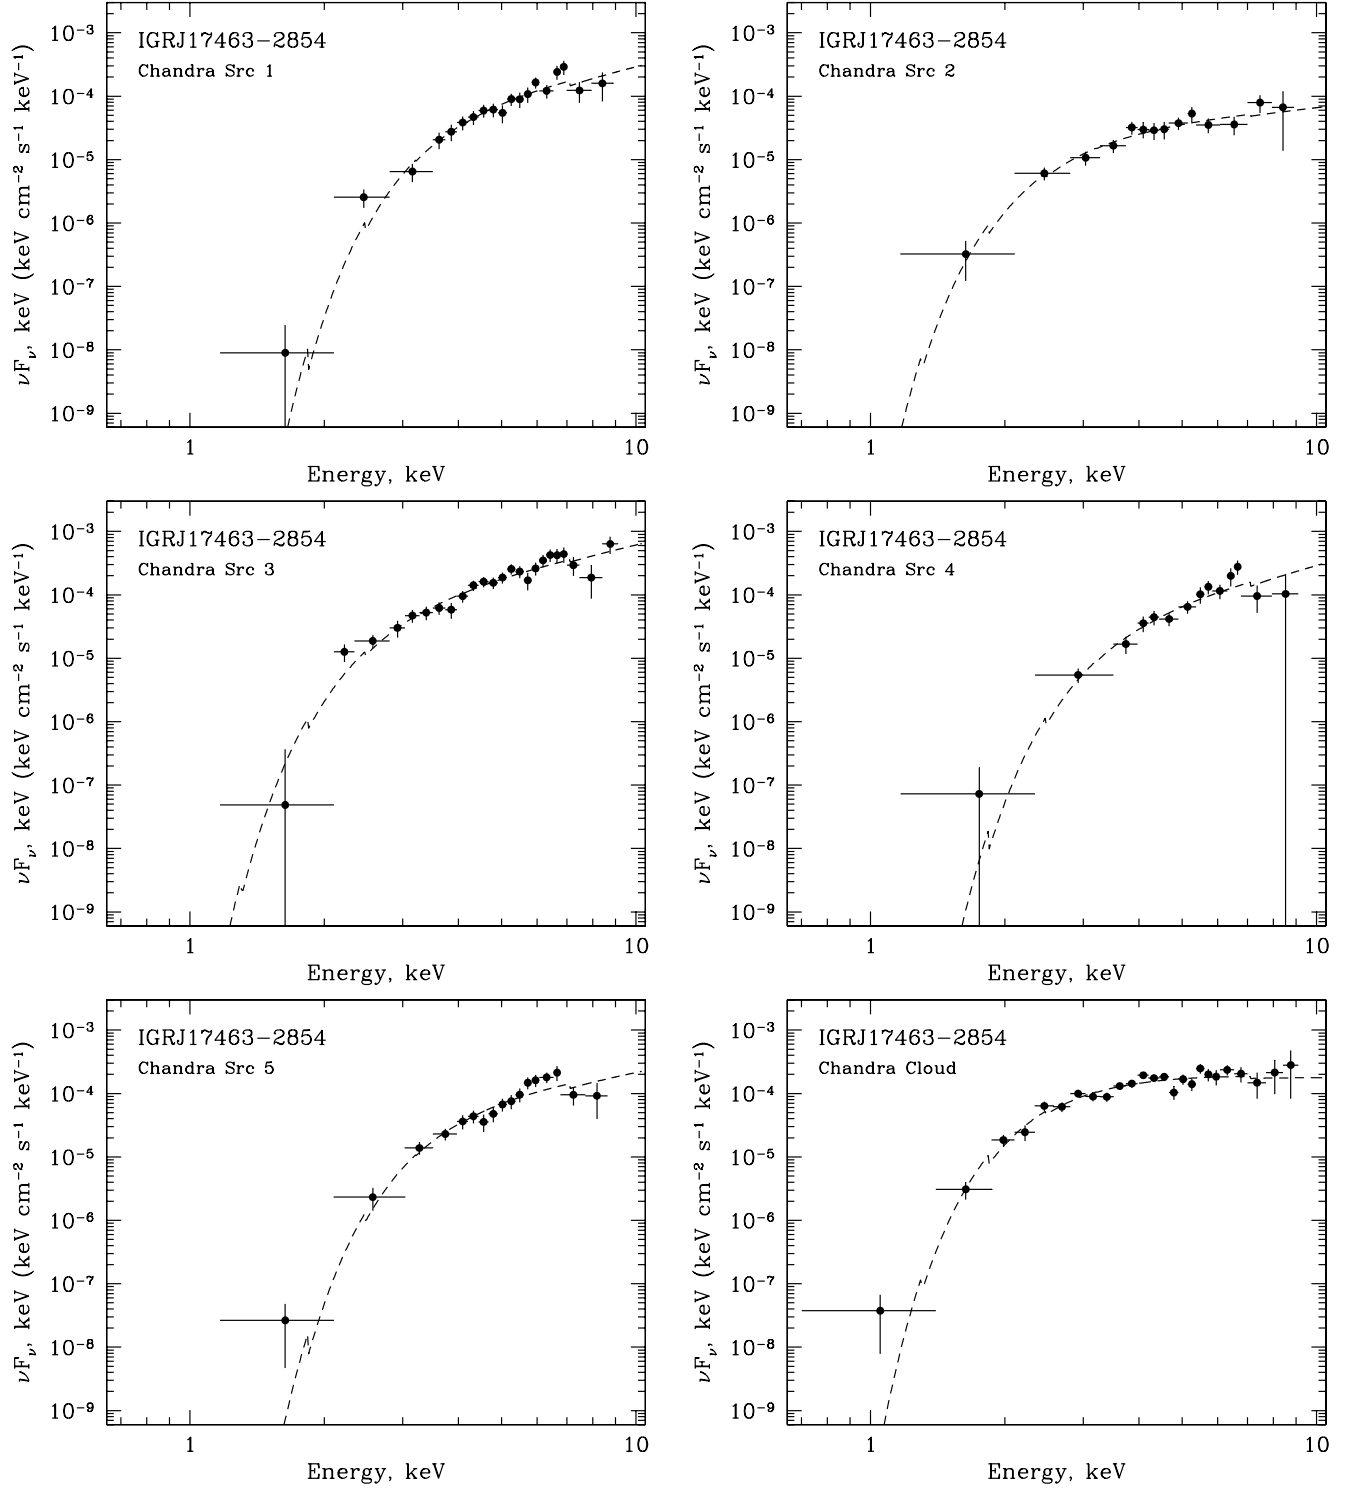 IGRJ17463−2854
Chandra Src 1
10⁻³
10⁻⁴
10⁻⁵
10⁻⁶
10⁻⁷
10⁻⁸
10⁻⁹
νFν, keV (keV cm⁻² s⁻¹ keV⁻¹)
1
10
Energy, keV
IGRJ17463−2854
Chandra Src 2
10⁻³
10⁻⁴
10⁻⁵
10⁻⁶
10⁻⁷
10⁻⁸
10⁻⁹
νFν, keV (keV cm⁻² s⁻¹ keV⁻¹)
1
10
Energy, keV
IGRJ17463−2854
Chandra Src 3
10⁻³
10⁻⁴
10⁻⁵
10⁻⁶
10⁻⁷
10⁻⁸
10⁻⁹
νFν, keV (keV cm⁻² s⁻¹ keV⁻¹)
1
10
Energy, keV
IGRJ17463−2854
Chandra Src 4
10⁻³
10⁻⁴
10⁻⁵
10⁻⁶
10⁻⁷
10⁻⁸
10⁻⁹
νFν, keV (keV cm⁻² s⁻¹ keV⁻¹)
1
10
Energy, keV
IGRJ17463−2854
Chandra Src 5
10⁻³
10⁻⁴
10⁻⁵
10⁻⁶
10⁻⁷
10⁻⁸
10⁻⁹
νFν, keV (keV cm⁻² s⁻¹ keV⁻¹)
1
10
Energy, keV
IGRJ17463−2854
Chandra Cloud
10⁻³
10⁻⁴
10⁻⁵
10⁻⁶
10⁻⁷
10⁻⁸
10⁻⁹
νFν, keV (keV cm⁻² s⁻¹ keV⁻¹)
1
10
Energy, keV